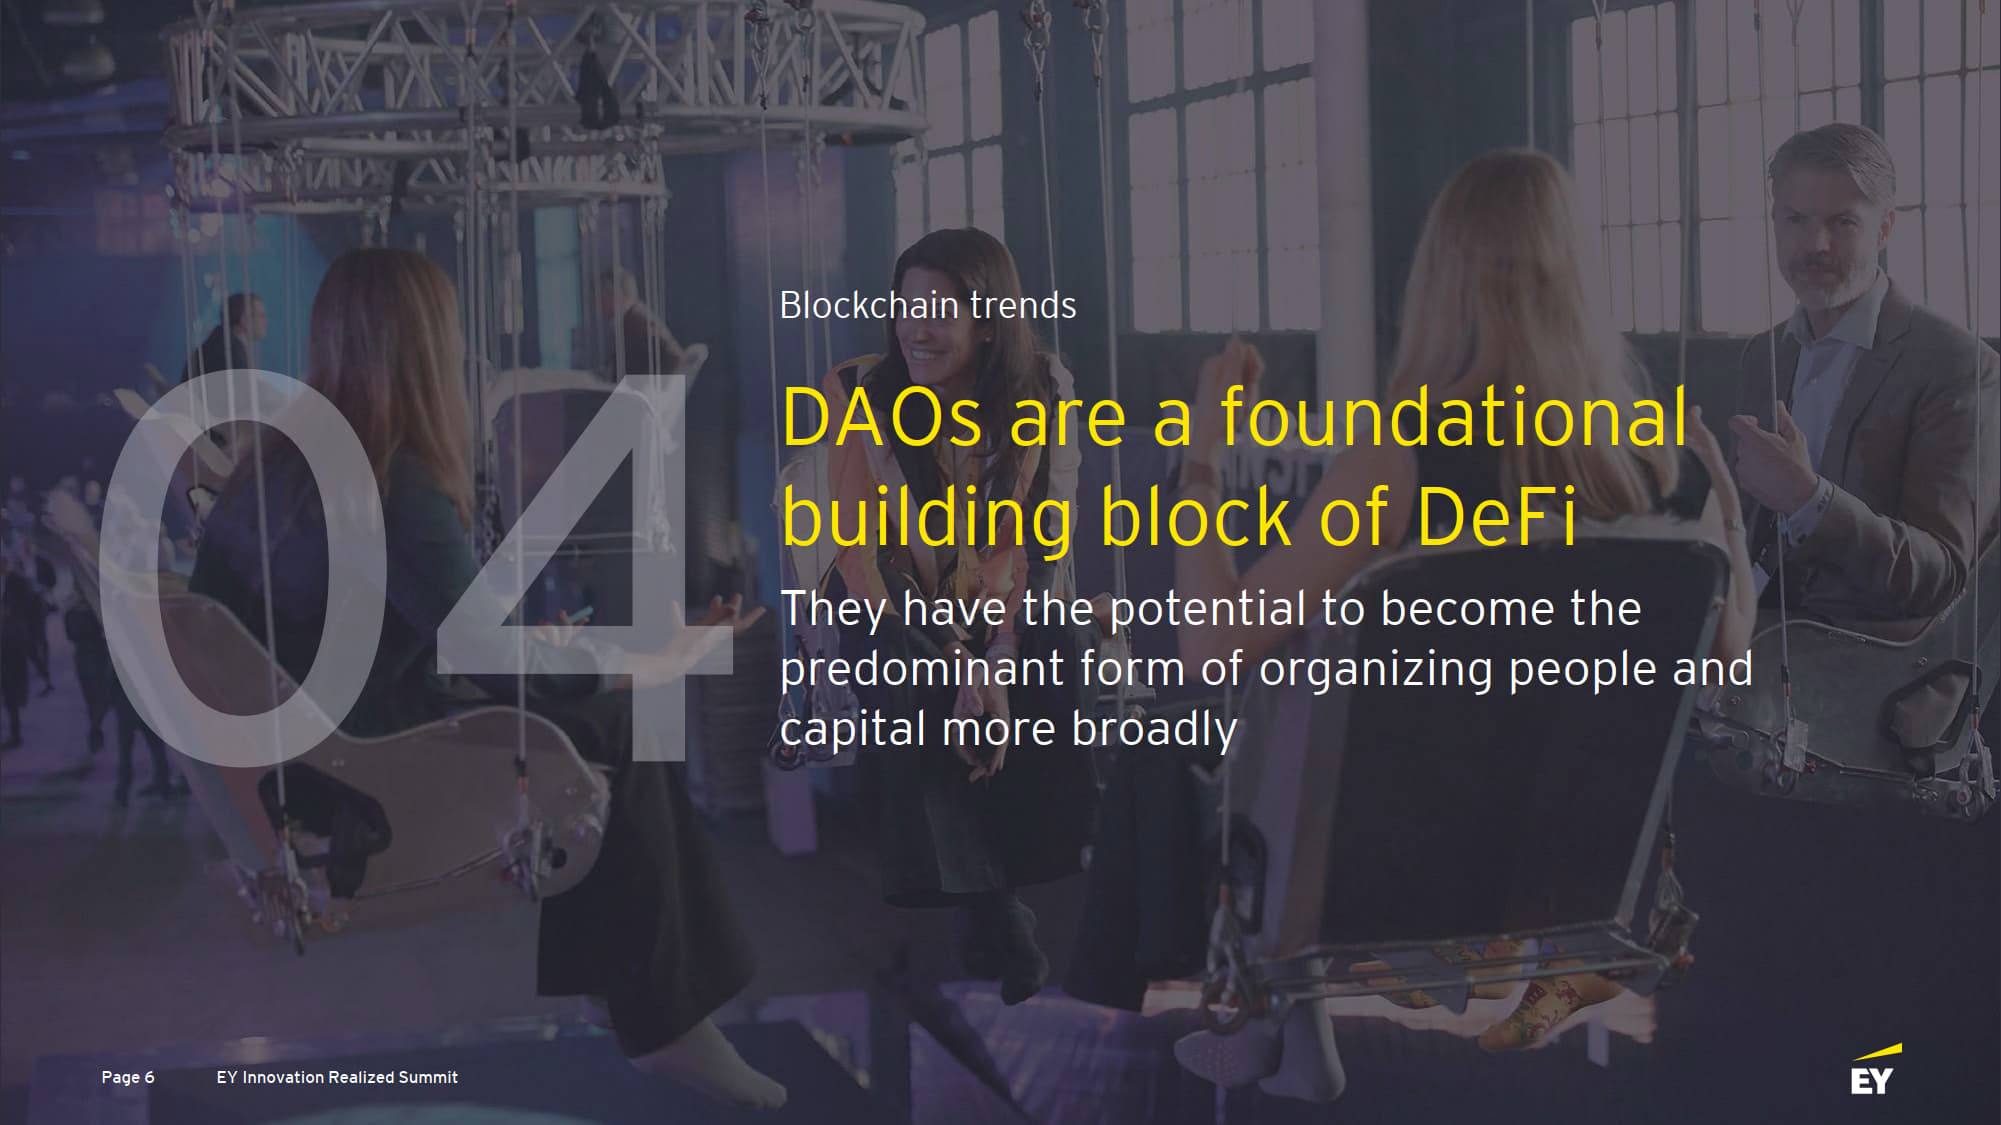 04
Blockchain trends
DAOs are a foundational
building block of DeFi
They have the potential to become the
predominant form of organizing people and
capital more broadly
Page 6
EY Innovation Realized Summit
EY